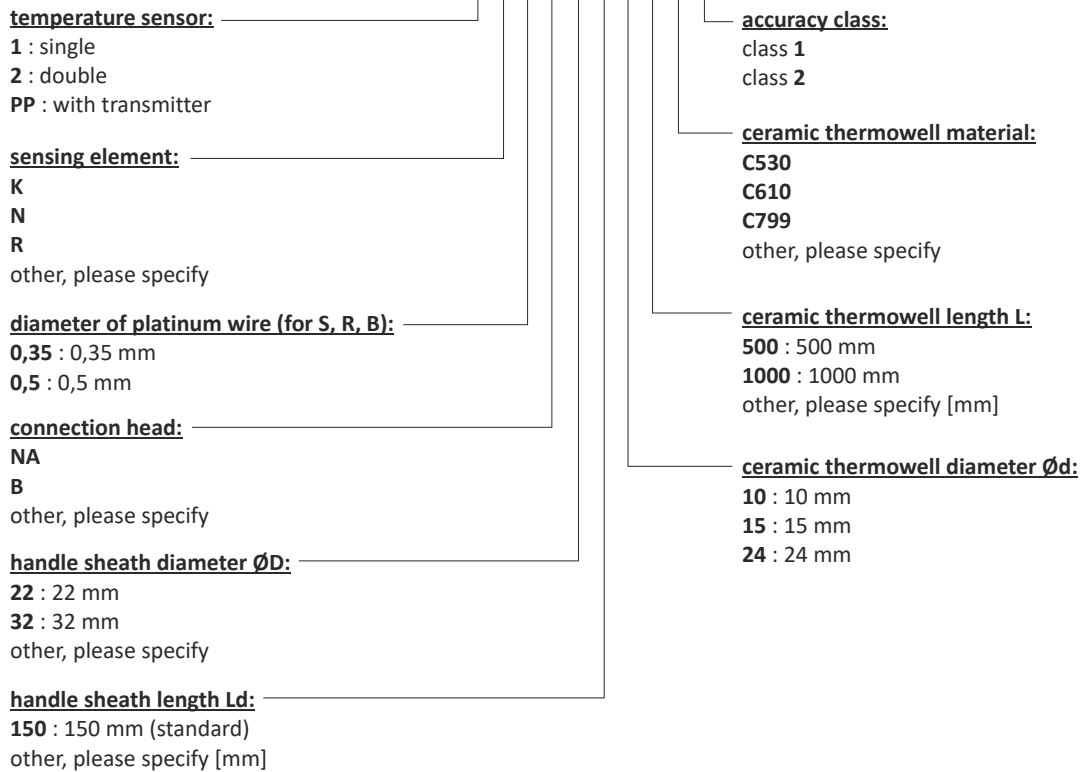 temperature sensor:
1 : single
2 : double
PP : with transmitter
sensing element:
K
N
R
other, please specify
diameter of platinum wire (for S, R, B):
0,35 : 0,35 mm
0,5 : 0,5 mm
connection head:
NA
B
other, please specify
handle sheath diameter ØD:
22 : 22 mm
32 : 32 mm
other, please specify
handle sheath length Ld:
150 : 150 mm (standard)
other, please specify [mm]
accuracy class:
class 1
class 2
ceramic thermowell material:
C530
C610
C799
other, please specify
ceramic thermowell length L:
500 : 500 mm
1000 : 1000 mm
other, please specify [mm]
ceramic thermowell diameter Ød:
10 : 10 mm
15 : 15 mm
24 : 24 mm